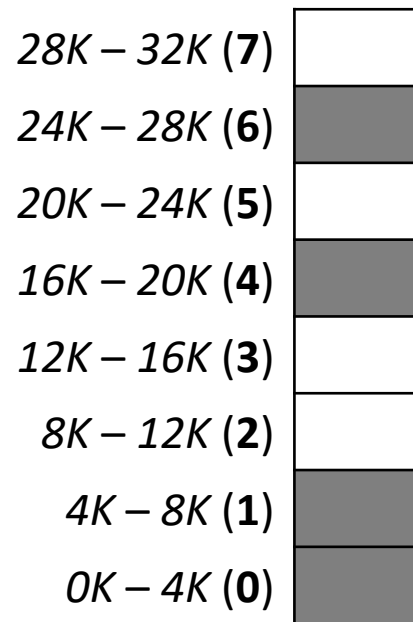 28K – 32K (7)
24K – 28K (6)
20K – 24K (5)
16K – 20K (4)
12K – 16K (3)
8K – 12K (2)
4K – 8K (1)
0K – 4K (0)